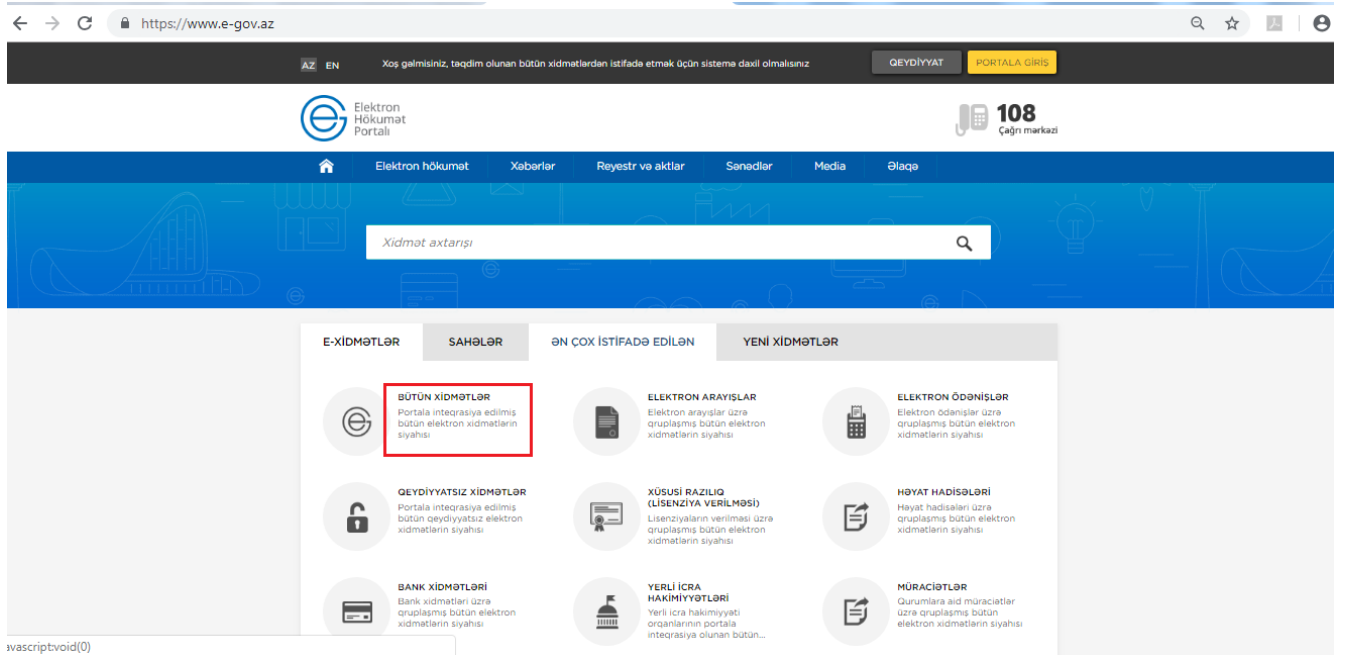 https://www.e-gov.az
AZ EN Xoş gəlmisiniz, təqdim olunan bütün xidmətlərdən istifadə etmək üçün sistemə daxil olmalısınız QEYDİYYAT PORTALA GİRİŞ
Elektron
Hökumət
Portalı
108
Çağrı mərkəzi
Elektron hökumət Xəbərlər Reyestr və aktlar Sənədlər Media Əlaqə
Xidmət axtarışı
E-XİDMƏTLƏR SAHƏLƏR ƏN ÇOX İSTİFADƏ EDİLƏN YENİ XİDMƏTLƏR
BÜTÜN XİDMƏTLƏR
Portala inteqrasiya edilmiş
bütün elektron xidmətlərin
siyahısı
ELEKTRON ARAYIŞLAR
Elektron arayışlar üzrə
qruplaşmış bütün elektron
xidmətlərin siyahısı
ELEKTRON ÖDƏNİŞLƏR
Elektron ödənişlər üzrə
qruplaşmış bütün elektron
xidmətlərin siyahısı
QEYDİYYATSIZ XİDMƏTLƏR
Portala inteqrasiya edilmiş
bütün qeydiyyatsız elektron
xidmətlərin siyahısı
XÜSUSİ RAZILIQ
(LİSENZİYA VERİLMƏSİ)
Lisenziyaların verilməsi üzrə
qruplaşmış bütün elektron
xidmətlərin siyahısı
HƏYAT HADİSƏLƏRİ
Həyat hadisələri üzrə
qruplaşmış bütün elektron
xidmətlərin siyahısı
BANK XİDMƏTLƏRİ
Bank xidmətləri üzrə
qruplaşmış bütün elektron
xidmətlərin siyahısı
YERLİ İCRA
HAKİMİYYƏTLƏRİ
Yerli icra hakimiyyəti
orqanlarının portala
inteqrasiya olunan bütün...
MÜRACİƏTLƏR
Qurumlara aid müraciətlər
üzrə qruplaşmış bütün
elektron xidmətlərin siyahısı
avascript:void(0)